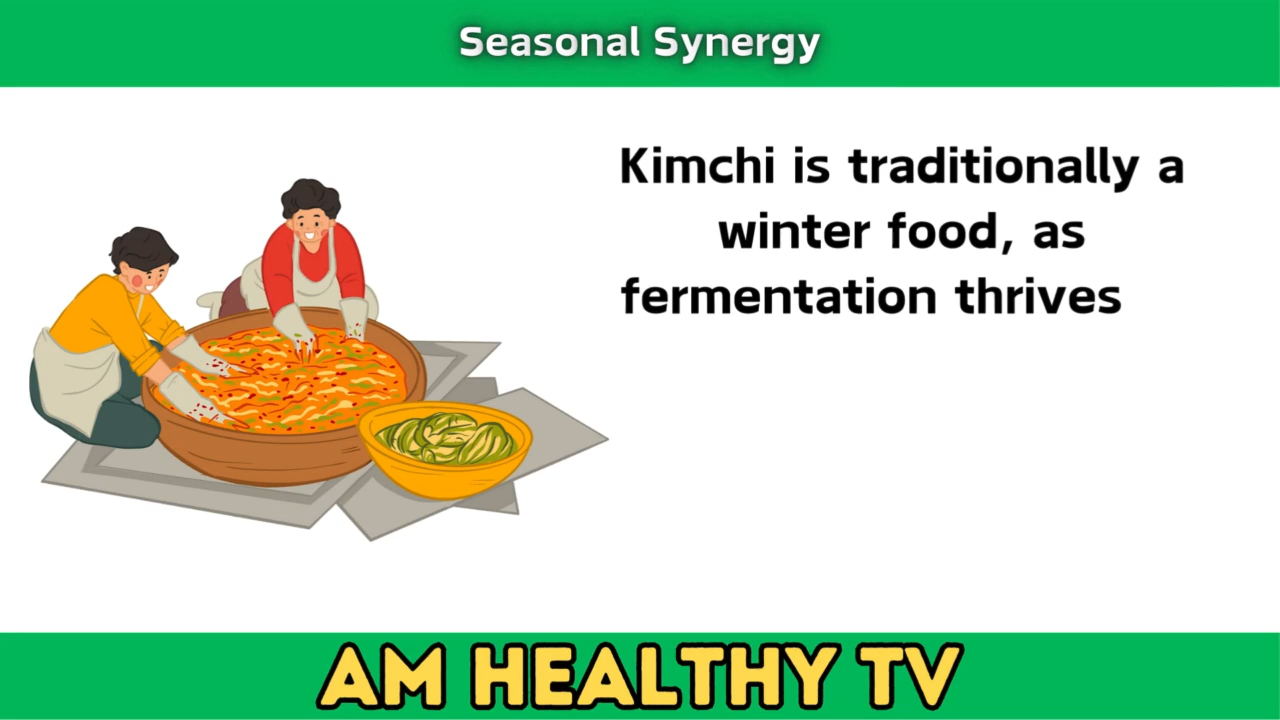 Seasonal Synergy
Kimchi is traditionally a
winter food, as
fermentation thrives
AM HEALTHY TV